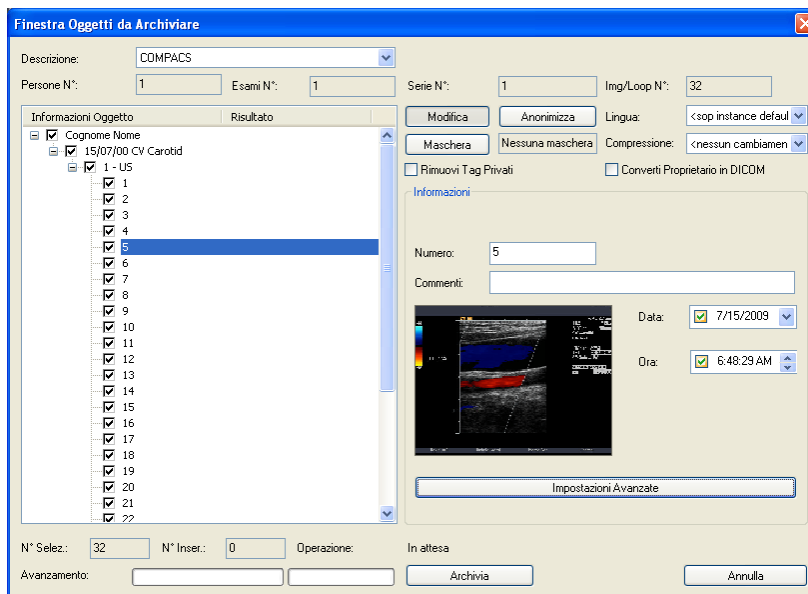 Finestra Oggetti da Archiviare
Descrizione: COMPACS
Persone N°: 1 Esami N°: 1 Serie N°: 1 Img/Loop N°: 32
Informazioni Oggetto Risultato
Modifica Anonimizza Lingua: <sop instance defaul
Maschera Nessuna maschera Compressione: <nessun cambiamen
Rimuovi Tag Privati Converti Proprietario in DICOM
Cognome Nome
15/07/00 CV Carotid
1 - US
1
2
3
4
5
6
7
8
9
10
11
12
13
14
15
16
17
18
19
20
21
22
Informazioni
Numero: 5
Commenti:
Data: 7/15/2009
Ora: 6:48:29 AM
Impostazioni Avanzate
N° Selez.: 32 N° Inser.: 0 Operazione: In attesa
Avanzamento: Archivia Annulla